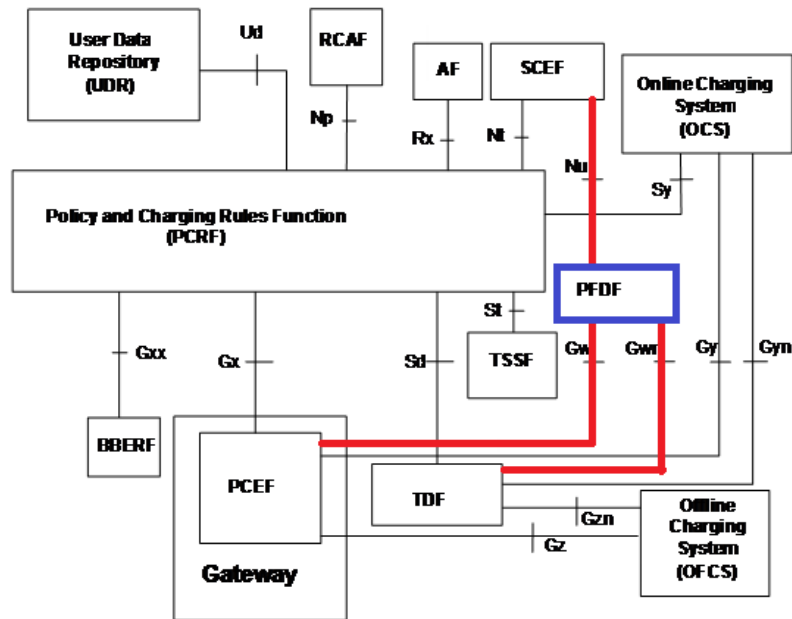 User Data
Repository
(UDR)
Ud
RCAF
AF
SCEF
Online Charging
System
(OCS)
Np
Rx
Nt
Nu
Sy
Policy and Charging Rules Function
(PCRF)
PFDF
St
Gxx
Gx
Sd
TSSF
Gw
Gwn
Gy
Gyn
BBERF
PCEF
TDF
Gzn
Gz
Offline
Charging
System
(OFCS)
Gateway